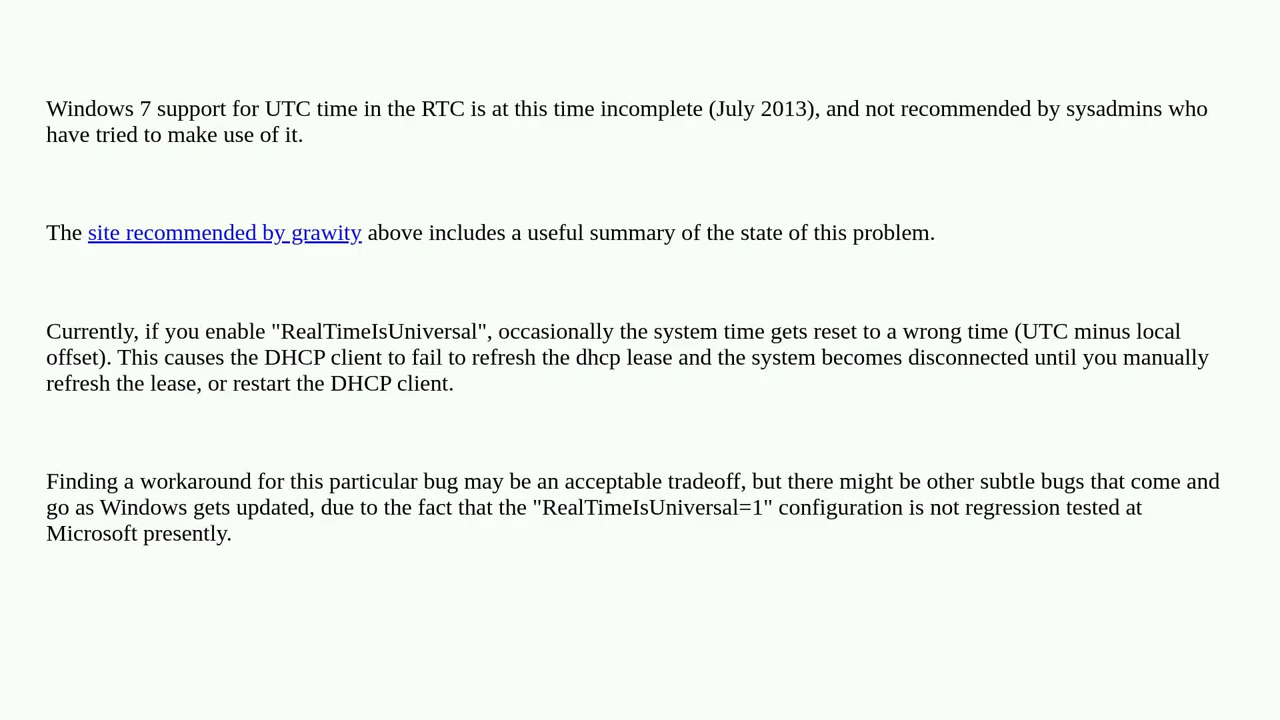 Windows 7 support for UTC time in the RTC is at this time incomplete (July 2013), and not recommended by sysadmins who
have tried to make use of it.
The site recommended by grawity above includes a useful summary of the state of this problem.
Currently, if you enable "RealTimeIsUniversal", occasionally the system time gets reset to a wrong time (UTC minus local
offset). This causes the DHCP client to fail to refresh the dhcp lease and the system becomes disconnected until you manually
refresh the lease, or restart the DHCP client.
Finding a workaround for this particular bug may be an acceptable tradeoff, but there might be other subtle bugs that come and
go as Windows gets updated, due to the fact that the "RealTimeIsUniversal=1" configuration is not regression tested at
Microsoft presently.